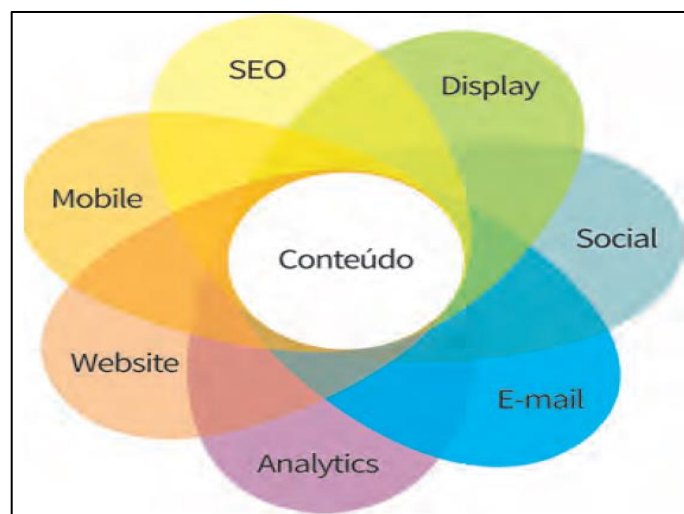 SEO
Display
Mobile
Social
Conteúdo
Website
E-mail
Analytics